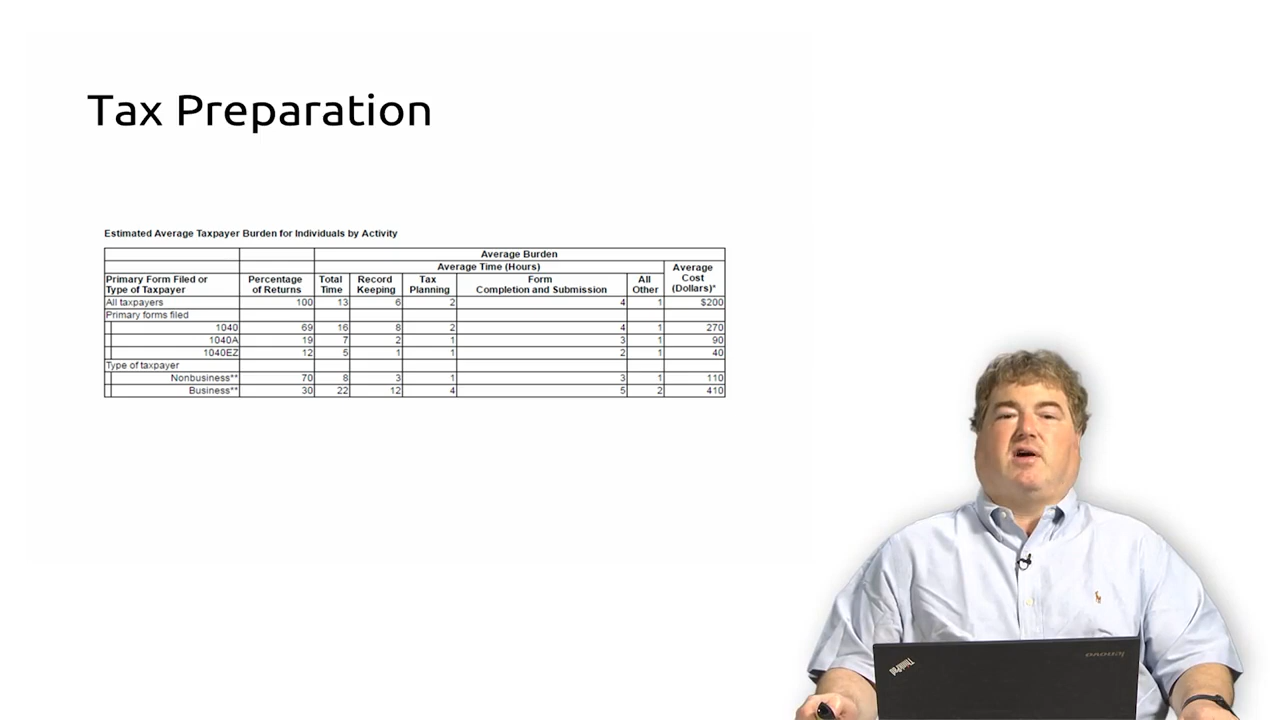 Tax Preparation
Estimated Average Taxpayer Burden for Individuals by Activity
Average Burden
Average Time (Hours)
Primary Form Filed or Type of Taxpayer Percentage of Returns Total Time Record Keeping Tax Planning Form Completion and Submission All Other Average Cost (Dollars)*
All taxpayers 100 13 6 2 4 1 $200
Primary forms filed
1040 69 16 8 2 4 1 270
1040A 19 7 2 1 3 1 90
1040EZ 12 5 1 1 2 1 40
Type of taxpayer
Nonbusiness** 70 8 3 1 3 1 110
Business** 30 22 12 4 5 2 410
ThinkPad
lenovo